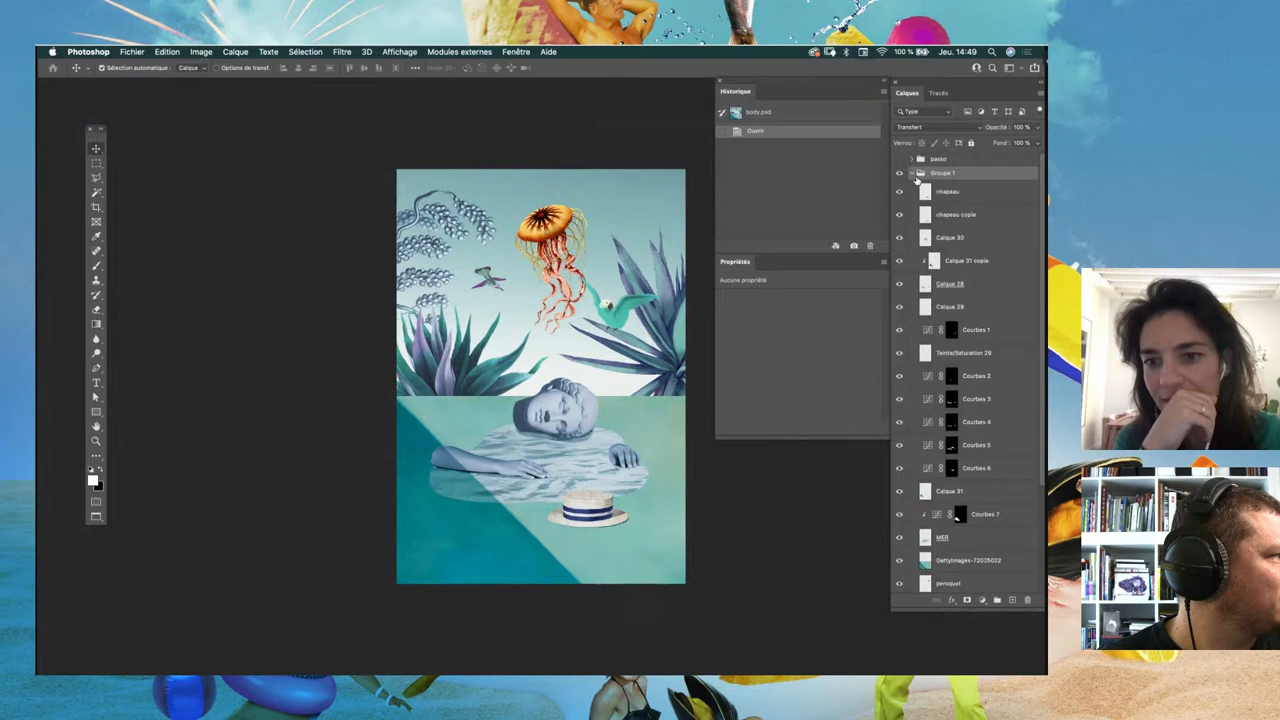 Photoshop Fichier Edition Image Calque Texte Sélection Filtre 3D Affichage Modules externes Fenêtre Aide
100 % Jeu. 14:49
Sélection automatique : Calque Options de transf.
Historique
body.psd
Ouvrir
Propriétés
Aucune propriété
Calques Tracés
Type
Transfert Opacité : 100 %
Verrou : Fond : 100 %
passo
Groupe 1
chapeau
chapeau copie
Calque 30
Calque 31 copie
Calque 28
Calque 29
Courbes 1
Teinte/Saturation 29
Courbes 2
Courbes 3
Courbes 4
Courbes 5
Courbes 6
Calque 31
Courbes 7
MER
GettyImages-72025022
perroquet